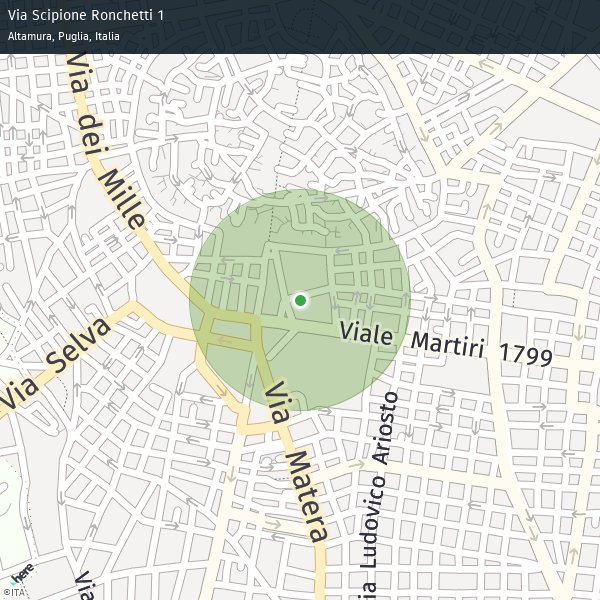 Via Scipione Ronchetti 1
Altamura, Puglia, Italia
Via dei Mille
Via Selva
Viale Martiri 1799
Via Matera
ia Ludovico Ariosto
Via
here
©ITA